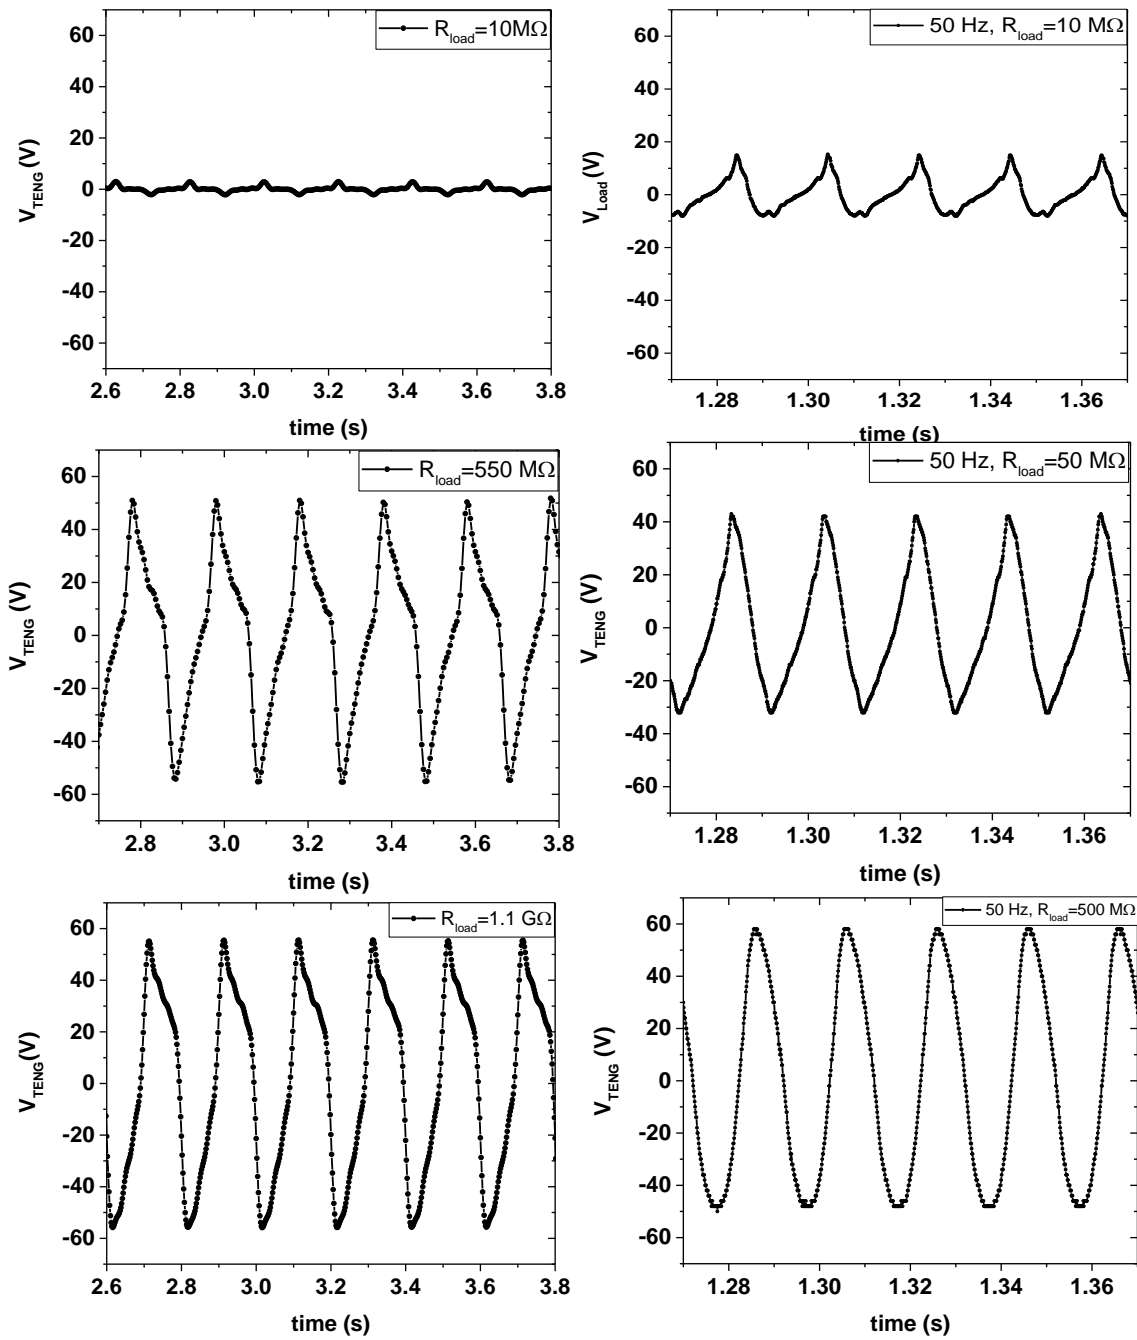 R_load=10MΩ
60
40
20
0
-20
-40
-60
V_TENG (V)
2.6 2.8 3.0 3.2 3.4 3.6 3.8
time (s)
50 Hz, R_load=10 MΩ
60
40
20
0
-20
-40
-60
V_Load (V)
1.28 1.30 1.32 1.34 1.36
time (s)
R_load=550 MΩ
60
40
20
0
-20
-40
-60
V_TENG (V)
2.8 3.0 3.2 3.4 3.6 3.8
time (s)
50 Hz, R_load=50 MΩ
60
40
20
0
-20
-40
-60
V_TENG (V)
1.28 1.30 1.32 1.34 1.36
time (s)
R_load=1.1 GΩ
60
40
20
0
-20
-40
-60
V_TENG(V)
2.6 2.8 3.0 3.2 3.4 3.6 3.8
time (s)
50 Hz, R_load=500 MΩ
60
40
20
0
-20
-40
-60
V_TENG (V)
1.28 1.30 1.32 1.34 1.36
time (s)